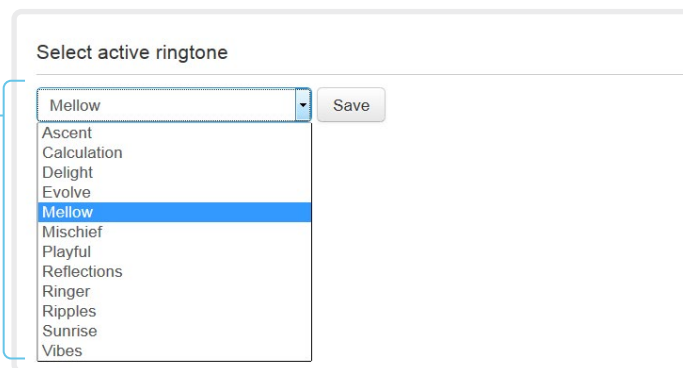 Select active ringtone
Mellow Save
Ascent
Calculation
Delight
Evolve
Mellow
Mischief
Playful
Reflections
Ringer
Ripples
Sunrise
Vibes